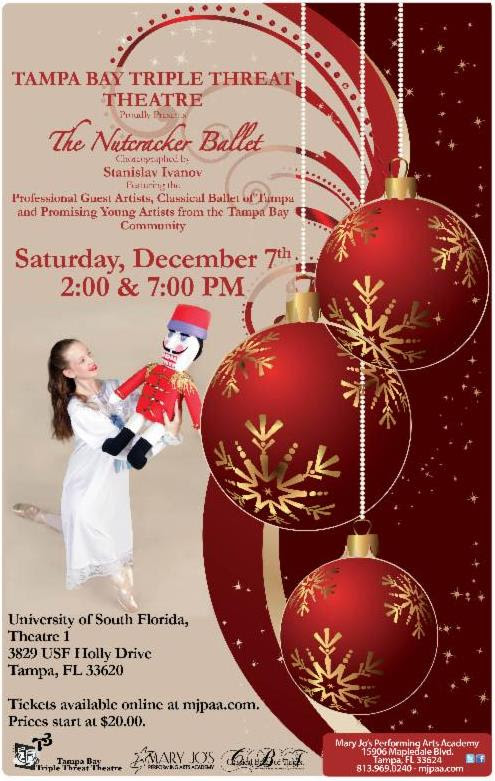 TAMPA BAY TRIPLE THREAT
THEATRE
Proudly Presents
The Nutcracker Ballet
Choreographed by
Stanislav Ivanov
Featuring the
Professional Guest Artists, Classical Ballet of Tampa
and Promising Young Artists from the Tampa Bay
Community
Saturday, December 7th
2:00 & 7:00 PM
University of South Florida,
Theatre 1
3829 USF Holly Drive
Tampa, FL 33620
Tickets available online at mjpaa.com.
Prices start at $20.00.
Tampa Bay
Triple Threat Theatre
MARY JO'S
PERFORMING ARTS ACADEMY
CBT
Mary Jo's Performing Arts Academy
15906 Mapledale Blvd.
Tampa, FL 33624
813.969.0240 - mjpaa.com